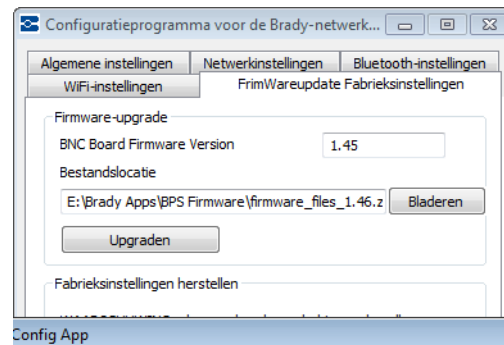 Configuratieprogramma voor de Brady-netwerk...
Algemene instellingen Netwerkinstellingen Bluetooth-instellingen
WiFi-instellingen FrimWareupdate Fabrieksinstellingen
Firmware-upgrade
BNC Board Firmware Version 1.45
Bestandslocatie
E:\Brady Apps\BPS Firmware\firmware_files_1.46.z Bladeren
Upgraden
Fabrieksinstellingen herstellen
Config App